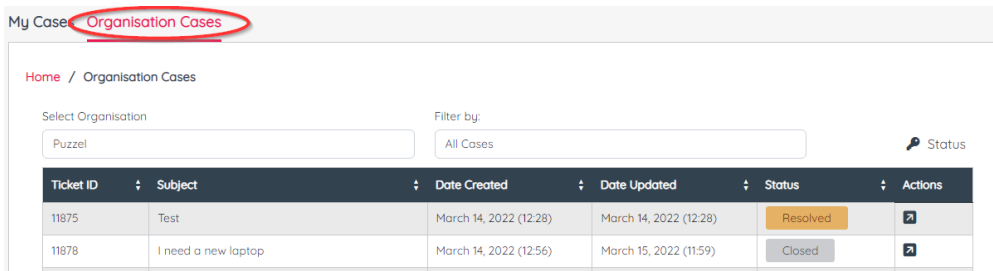 My Cases Organisation Cases
Home / Organisation Cases
Select Organisation Filter by:
Puzzel All Cases Status
Ticket ID Subject Date Created Date Updated Status Actions
11875 Test March 14, 2022 (12:28) March 14, 2022 (12:28) Resolved
11878 I need a new laptop March 14, 2022 (12:56) March 15, 2022 (11:59) Closed